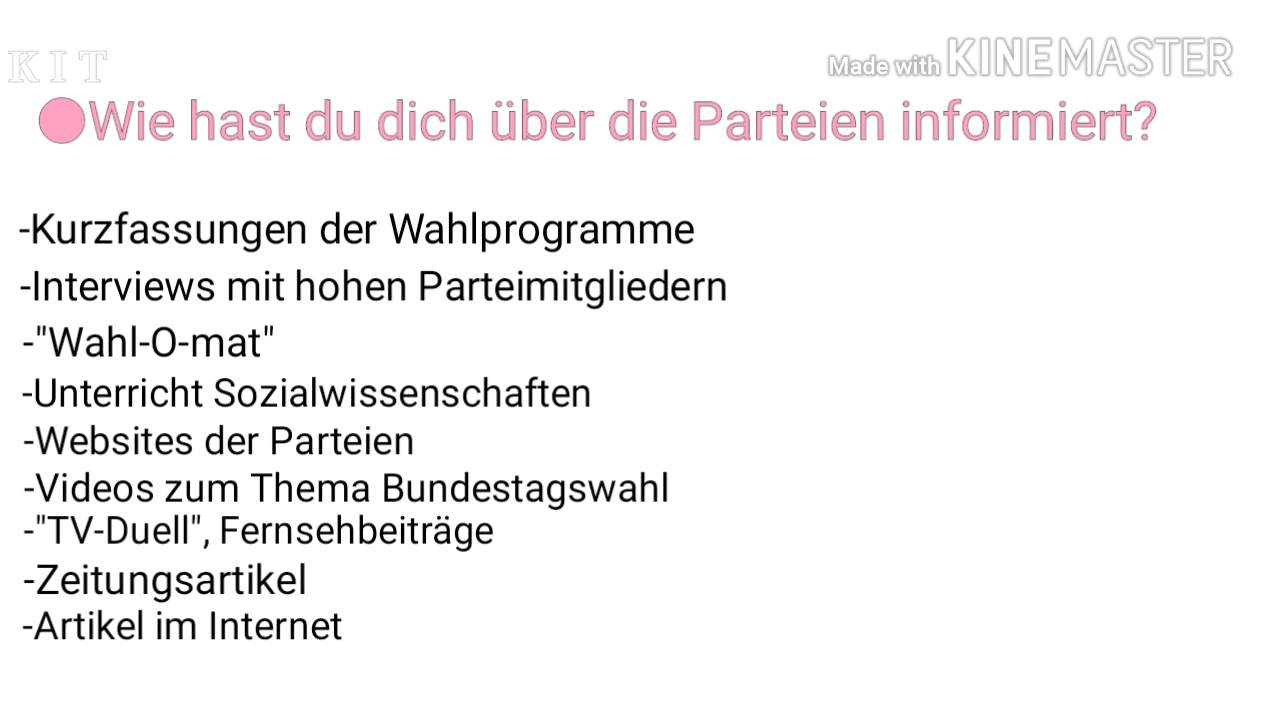 KIT
Made with KINEMASTER
Wie hast du dich über die Parteien informiert?
-Kurzfassungen der Wahlprogramme
-Interviews mit hohen Parteimitgliedern
-"Wahl-O-mat"
-Unterricht Sozialwissenschaften
-Websites der Parteien
-Videos zum Thema Bundestagswahl
-"TV-Duell", Fernsehbeiträge
-Zeitungsartikel
-Artikel im Internet